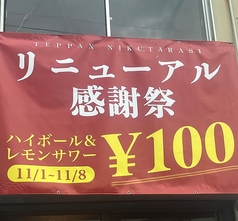 TEPPAN NIKUTARASHI
リニューアル
感謝祭
ハイボール&
レモンサワー
¥100
11/1~11/8